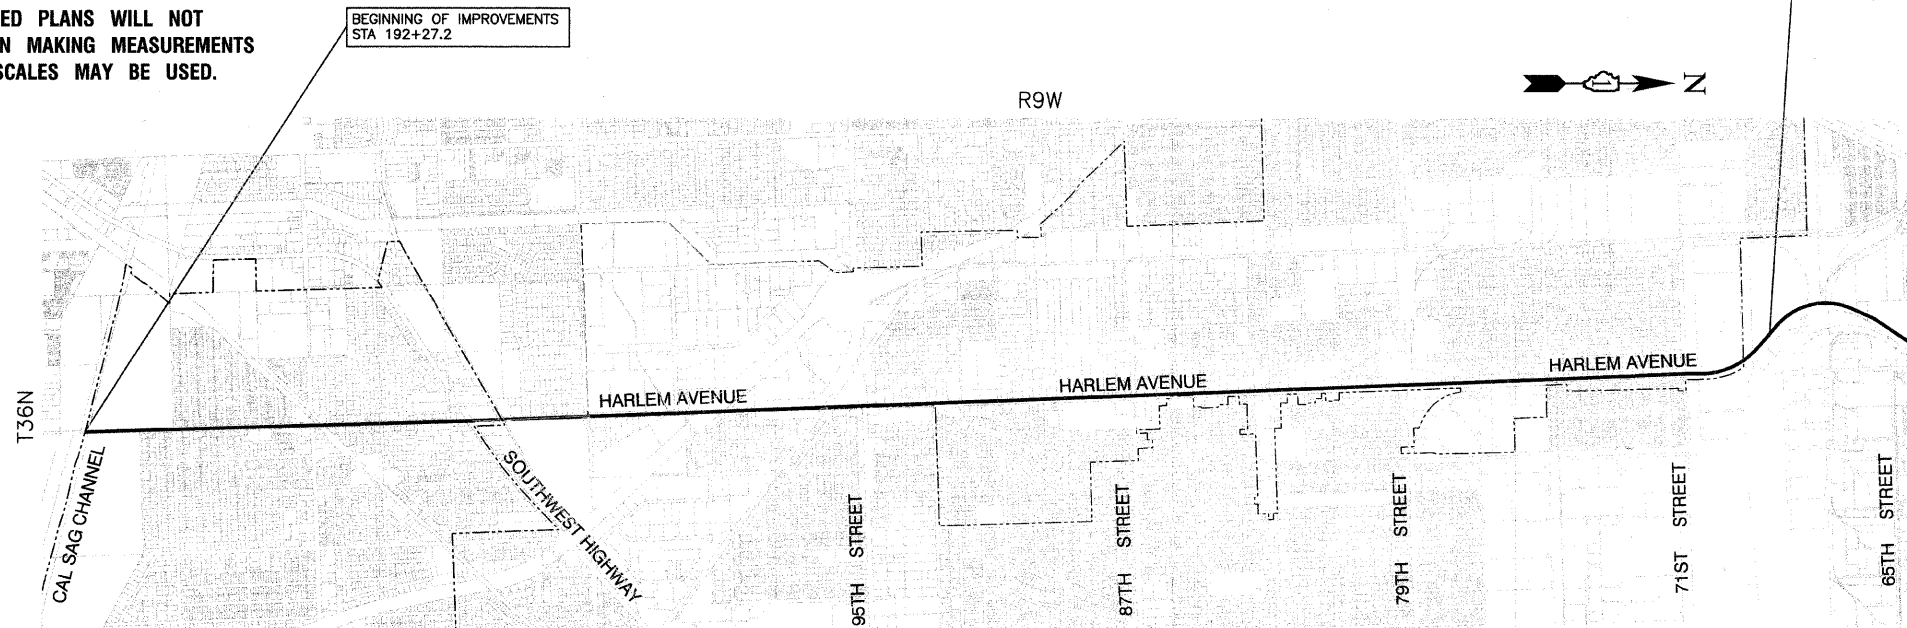 ED PLANS WILL NOT
N MAKING MEASUREMENTS
SCALES MAY BE USED.
BEGINNING OF IMPROVEMENTS
STA 192+27.2
R9W
N
T36N
HARLEM AVENUE
HARLEM AVENUE
HARLEM AVENUE
CAL SAG CHANNEL
SOUTHWEST HIGHWAY
95TH STREET
87TH STREET
79TH STREET
71ST STREET
65TH STREET